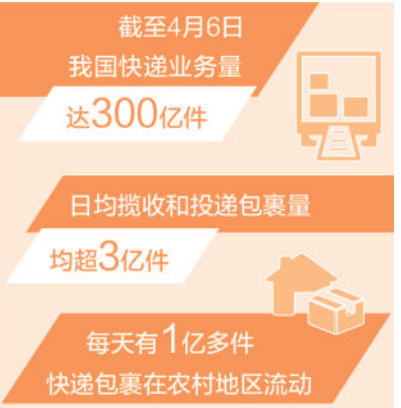 截至4月6日
我国快递业务量
达300亿件
日均揽收和投递包裹量
均超3亿件
每天有1亿多件
快递包裹在农村地区流动